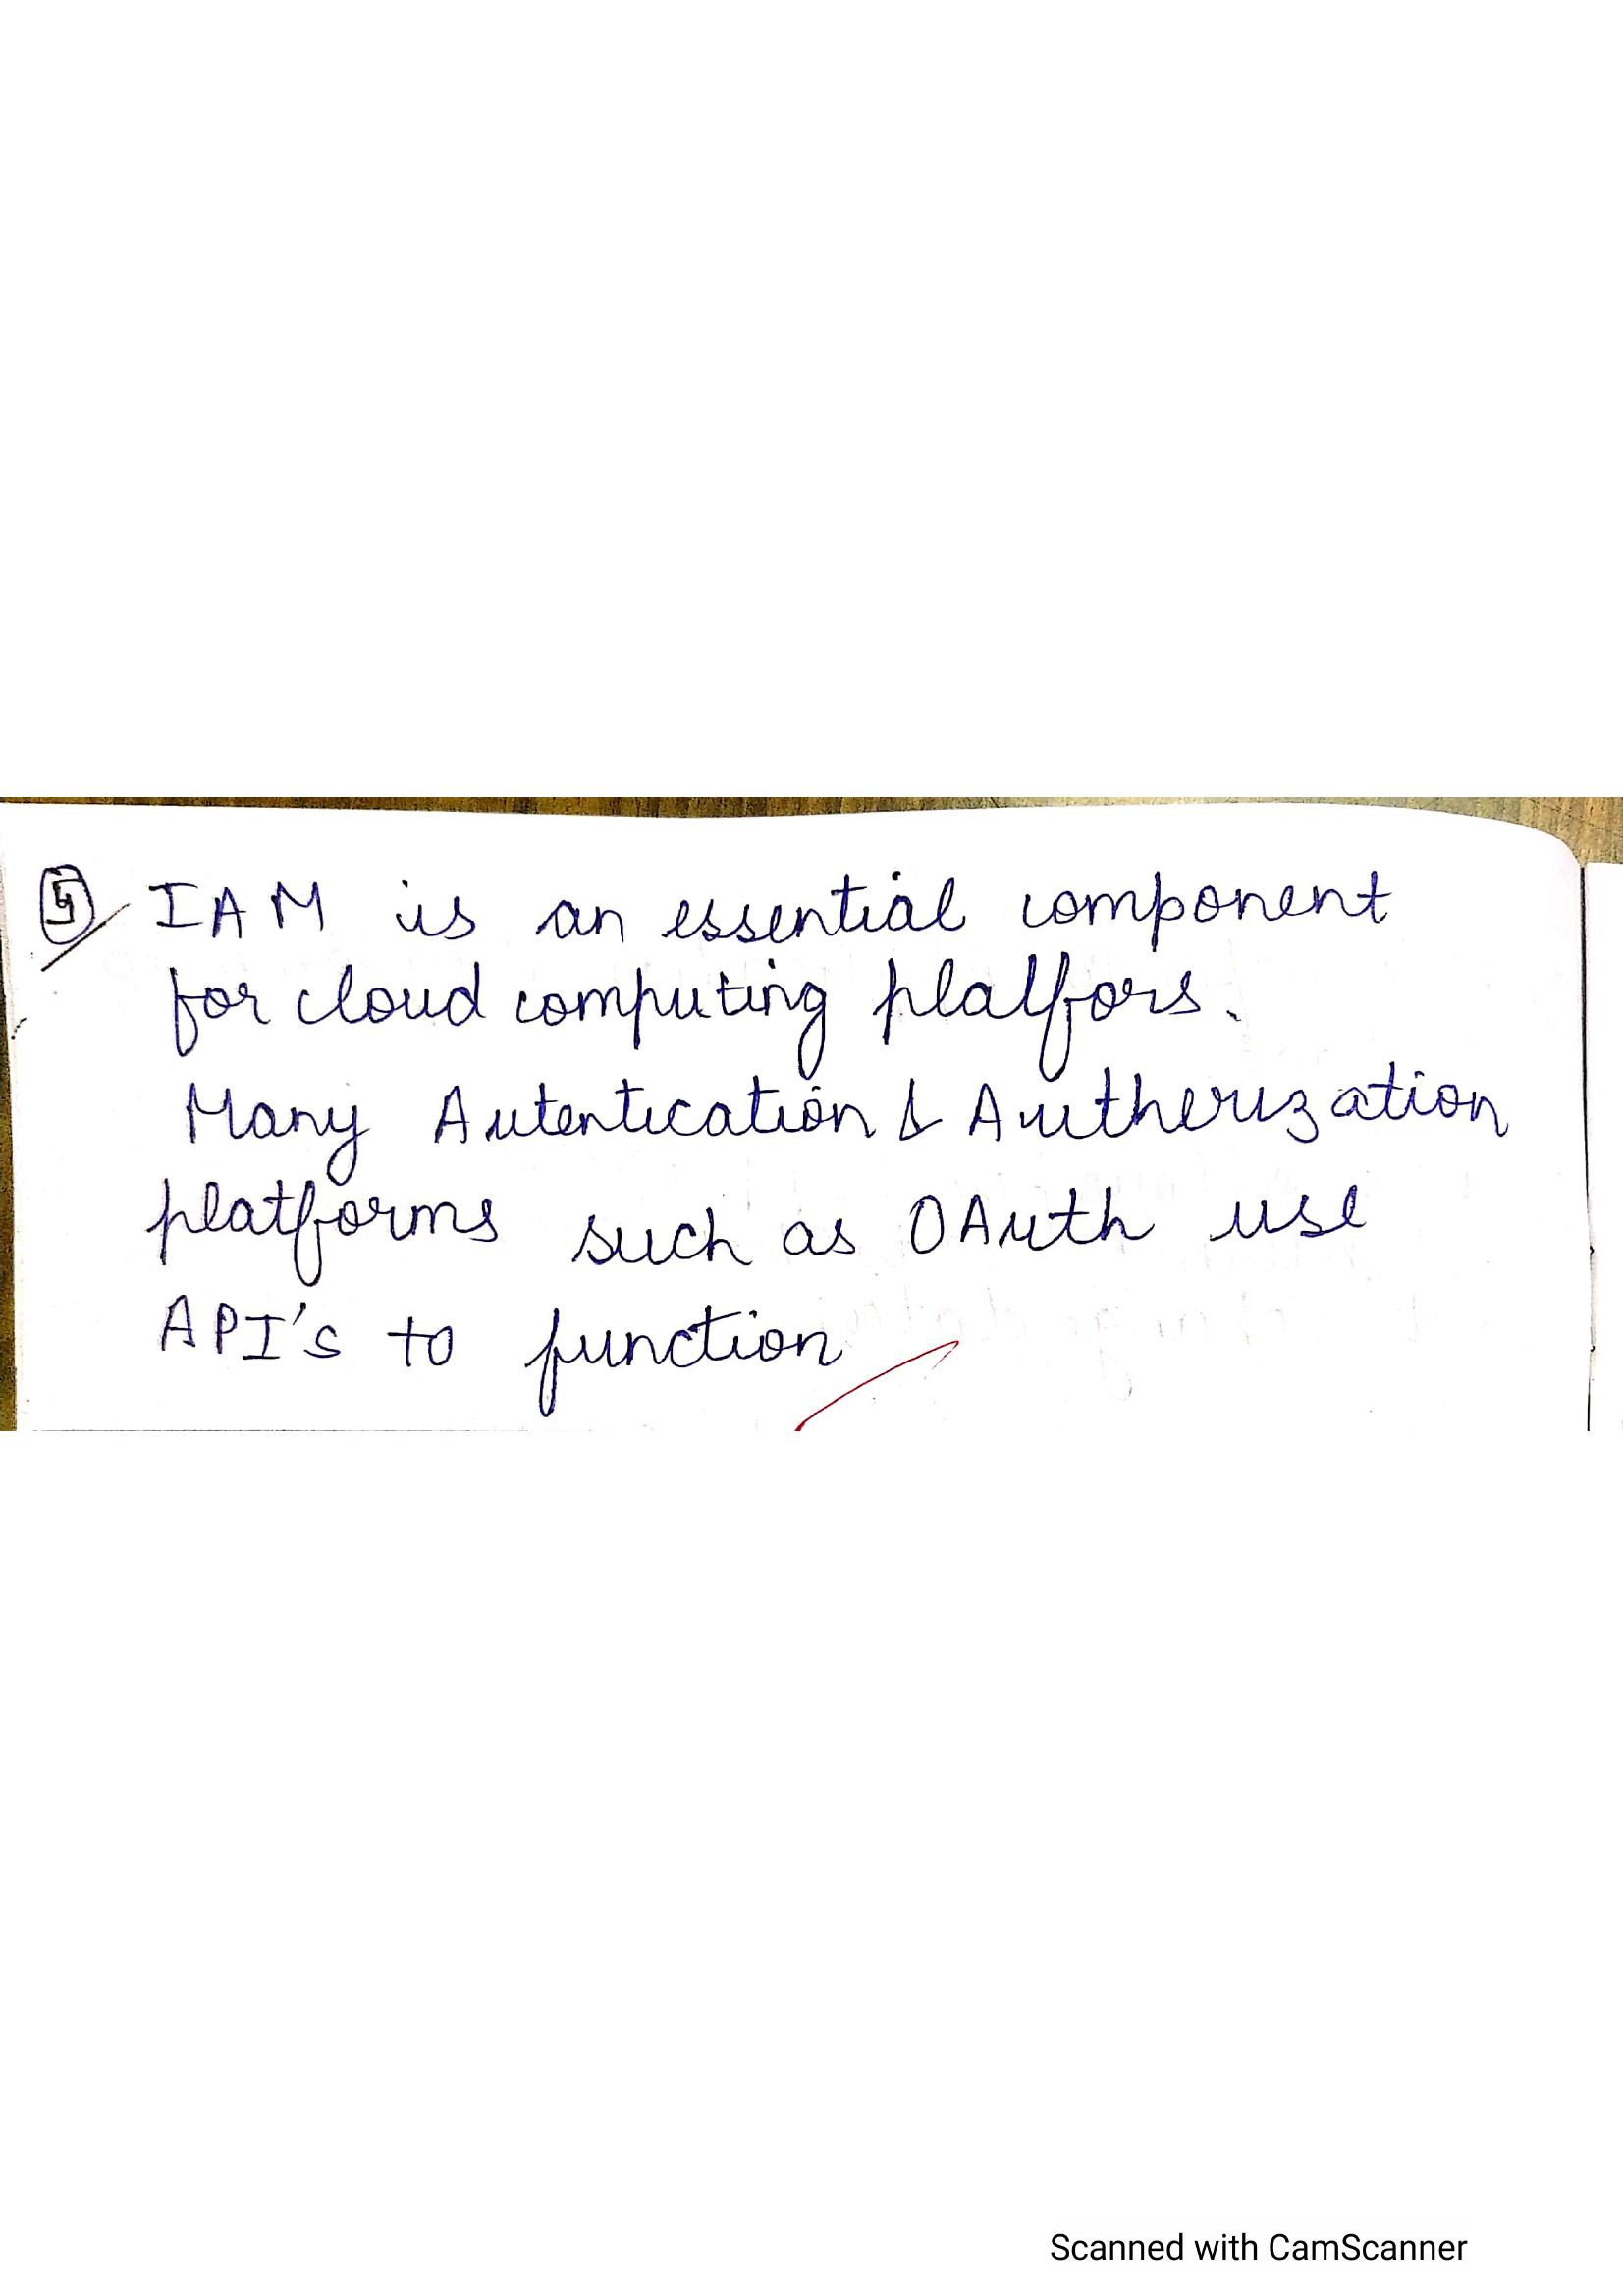 5 IAM is an essential component
for cloud computing platfors.
Many Autentication & Autherization
platforms such as OAuth use
API's to function
Scanned with CamScanner